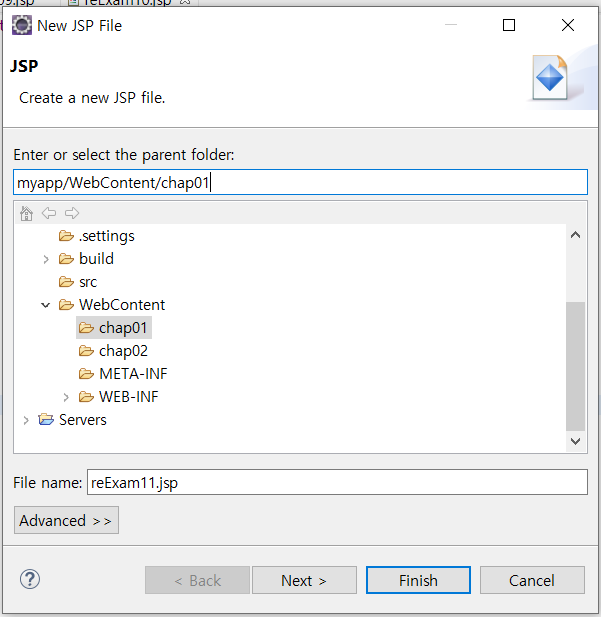 reExam10.jsp
New JSP File
JSP
Create a new JSP file.
Enter or select the parent folder:
myapp/WebContent/chap01
.settings
build
src
WebContent
chap01
chap02
META-INF
WEB-INF
Servers
File name: reExam11.jsp
Advanced >>
< Back Next > Finish Cancel